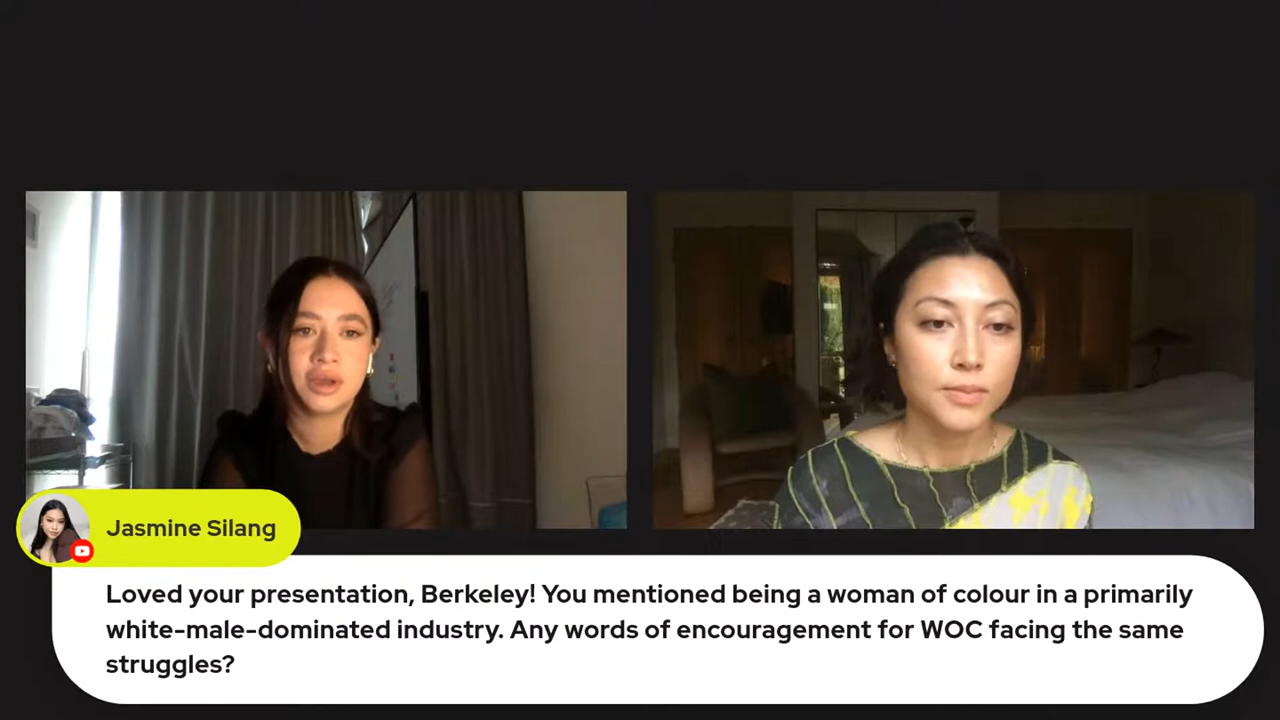 Jasmine Silang
Loved your presentation, Berkeley! You mentioned being a woman of colour in a primarily
white-male-dominated industry. Any words of encouragement for WOC facing the same
struggles?